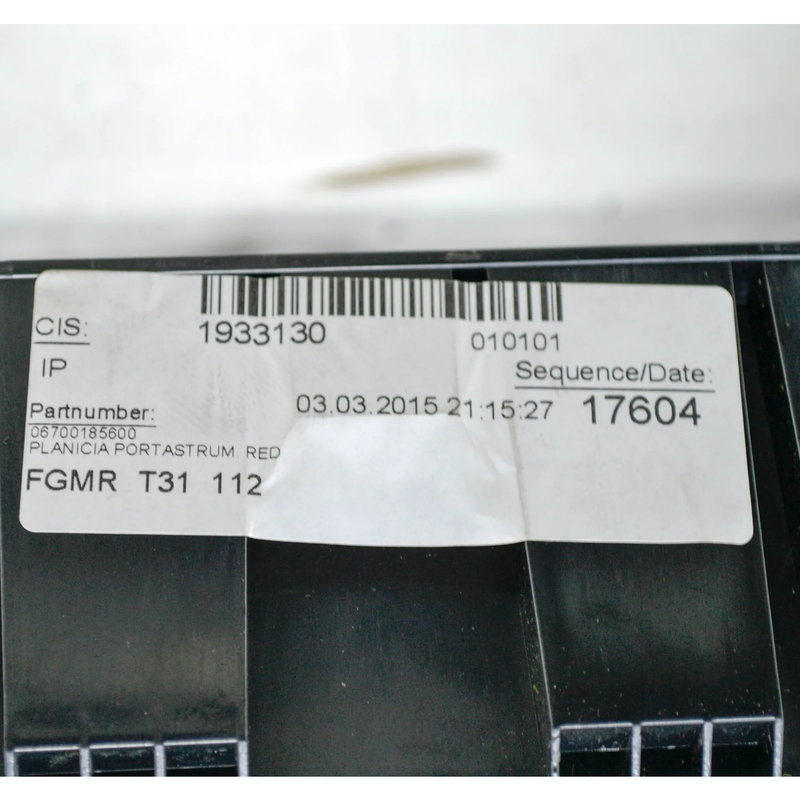 CIS: 1933130 010101
IP Sequence/Date:
Partnumber: 03.03.2015 21:15:27 17604
06700185600
PLANICIA PORTASTRUM. RED
FGMR T31 112